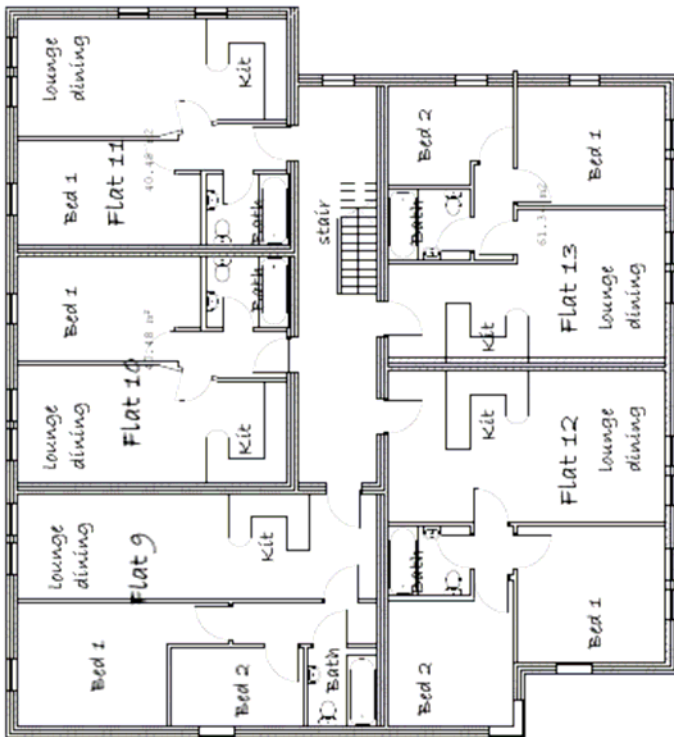 lounge
dining
Kit
Bed 1
Flat 11
Bath
Bed 1
Bath
Flat 10
lounge
dining
Kit
lounge
dining
Flat 9
Kit
Bed 1
Bed 2
Bath
stair
Bed 2
Bed 1
Bath
Flat 13
lounge
dining
Kit
Kit
Flat 12
lounge
dining
Bath
Bed 1
Bed 2